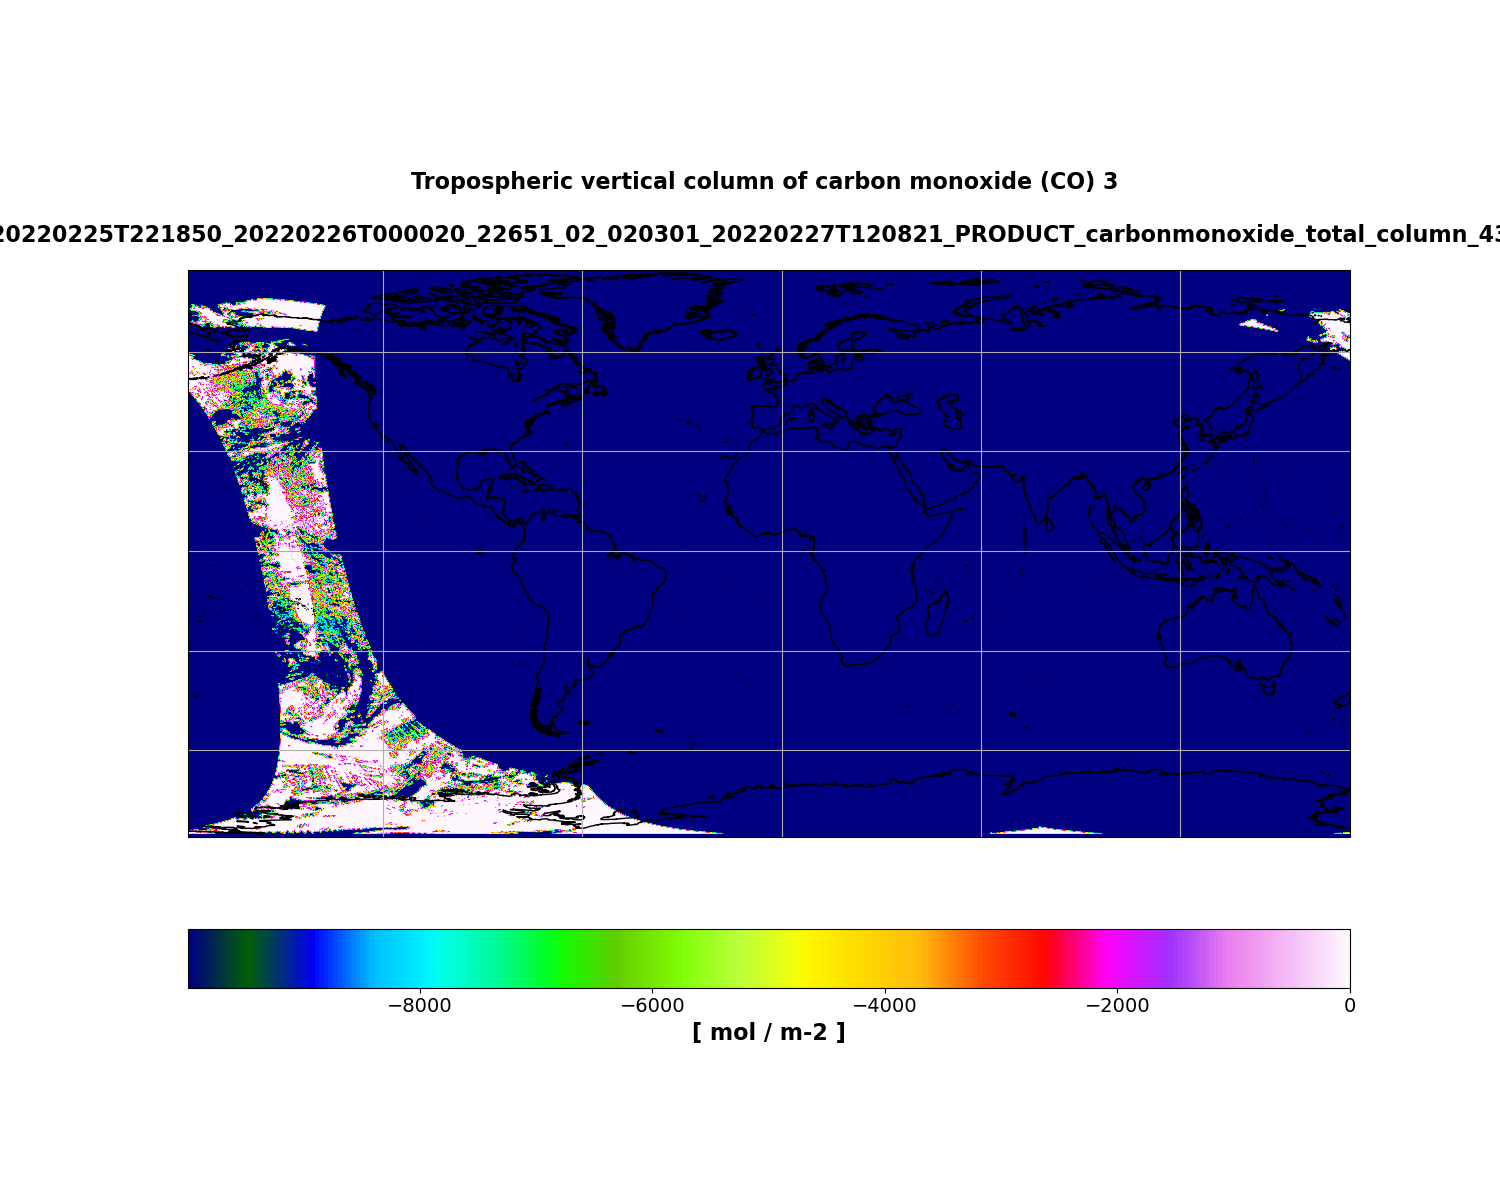 Tropospheric vertical column of carbon monoxide (CO) 3
20220225T221850_20220226T000020_22651_02_020301_20220227T120821_PRODUCT_carbonmonoxide_total_column_43
−8000 −6000 −4000 −2000 0
[ mol / m-2 ]